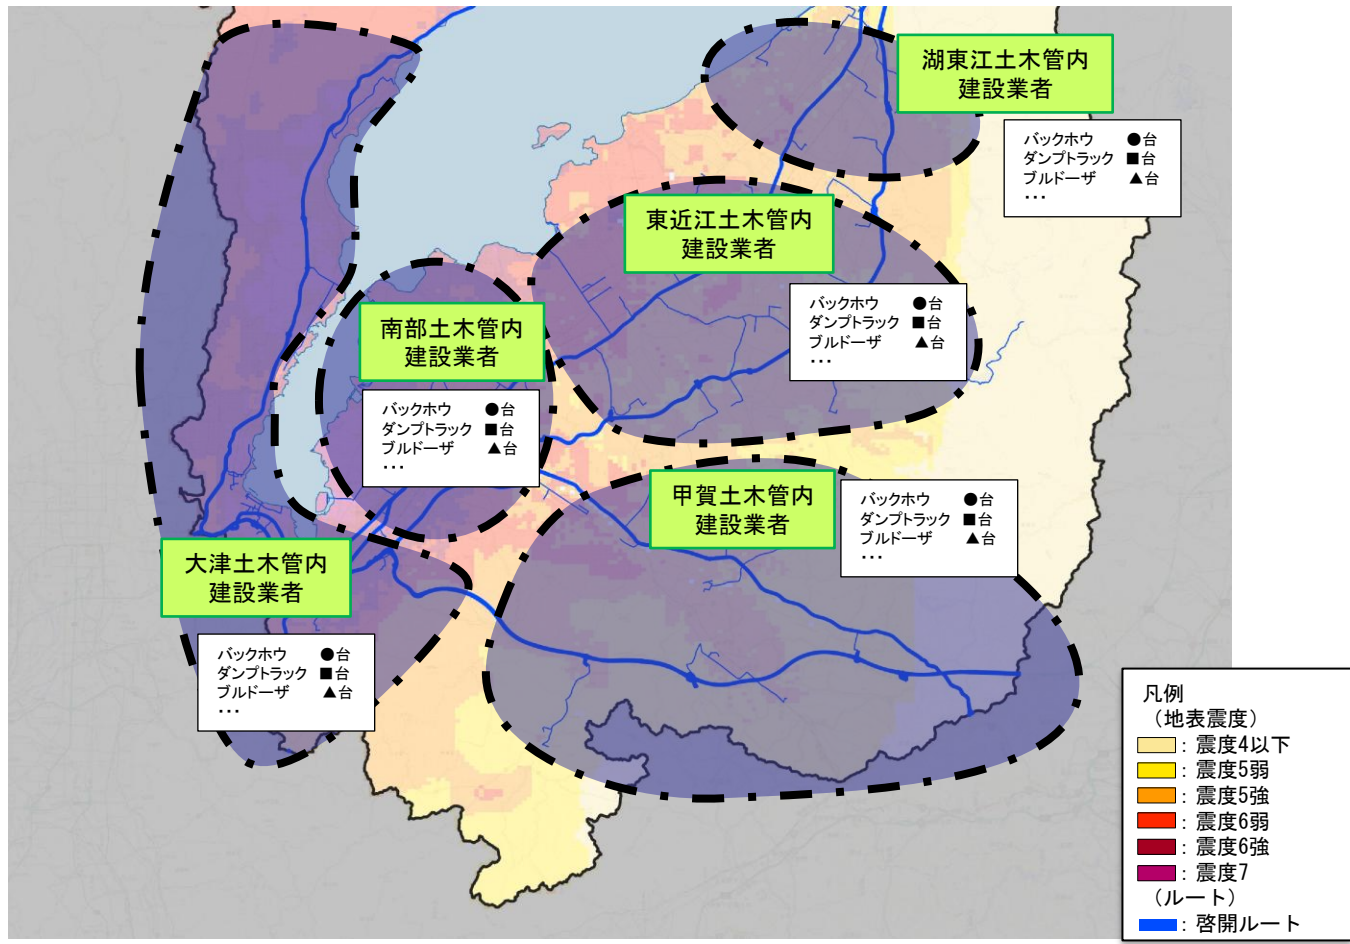 湖東江土木管内
建設業者
バックホウ ●台
ダンプトラック ■台
ブルドーザ ▲台
・・・
東近江土木管内
建設業者
バックホウ ●台
ダンプトラック ■台
ブルドーザ ▲台
・・・
南部土木管内
建設業者
バックホウ ●台
ダンプトラック ■台
ブルドーザ ▲台
・・・
甲賀土木管内
建設業者
バックホウ ●台
ダンプトラック ■台
ブルドーザ ▲台
・・・
大津土木管内
建設業者
バックホウ ●台
ダンプトラック ■台
ブルドーザ ▲台
・・・
凡例
（地表震度）
：震度4以下
：震度5弱
：震度5強
：震度6弱
：震度6強
：震度7
（ルート）
：啓開ルート